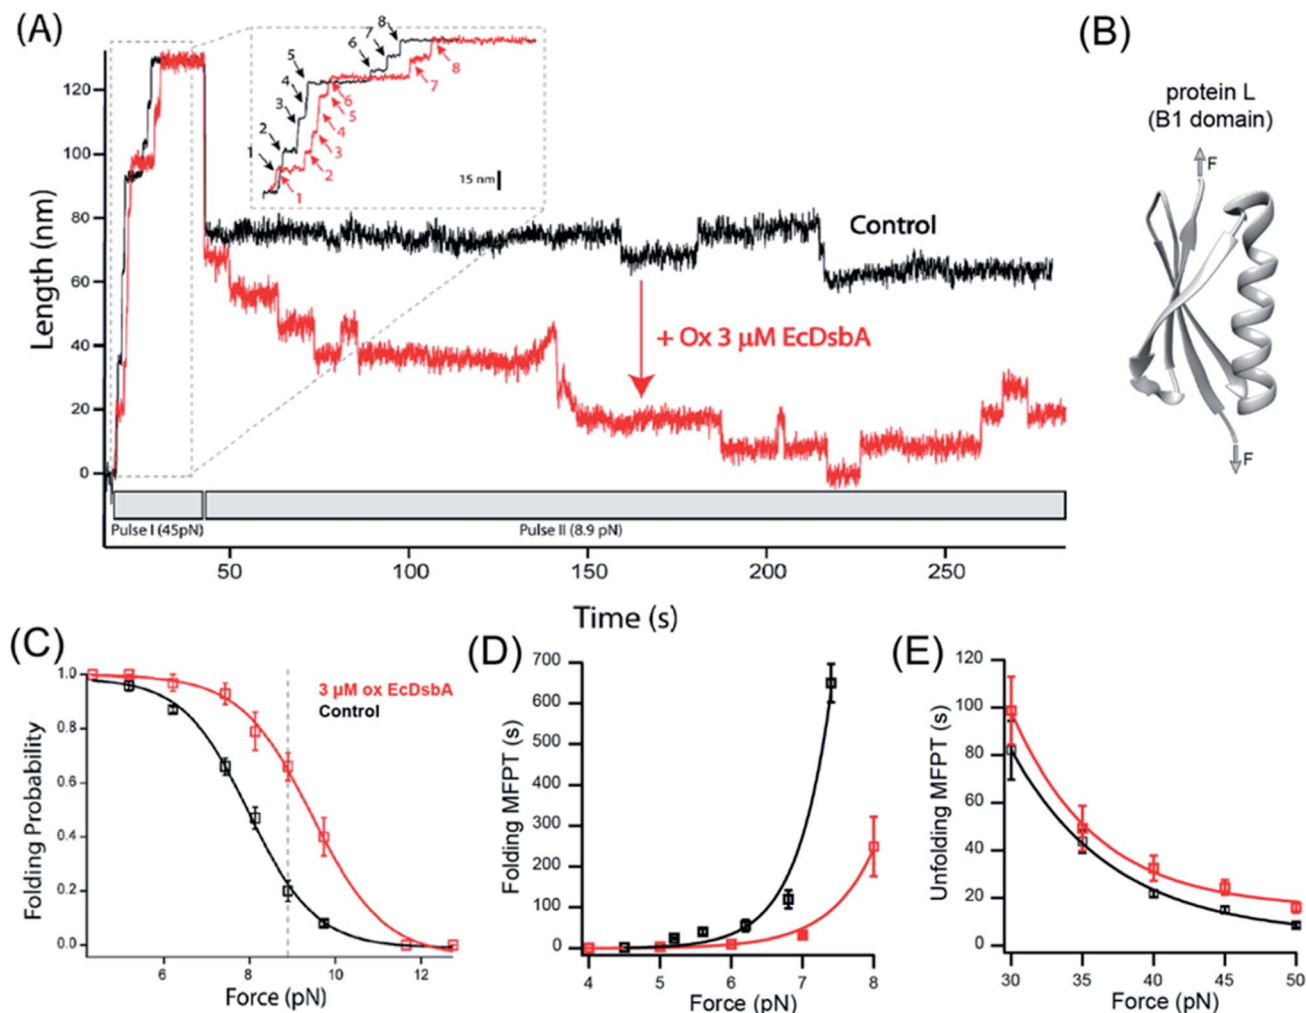 (A)
Length (nm)
120
100
80
60
40
20
0
1
2
3
4
5
6
7
8
1
2
3
4
5
6
7
8
15 nm
Control
+ Ox 3 µM EcDsbA
Pulse I (45pN)
Pulse II (8.9 pN)
50
100
150
200
250
Time (s)
(B)
protein L
(B1 domain)
F
F
(C)
Folding Probability
1.0
0.8
0.6
0.4
0.2
0.0
3 µM ox EcDsbA
Control
6
8
10
12
Force (pN)
(D)
Folding MFPT (s)
700
600
500
400
300
200
100
0
4
5
6
7
8
Force (pN)
(E)
Unfolding MFPT (s)
120
100
80
60
40
20
0
30
35
40
45
50
Force (pN)